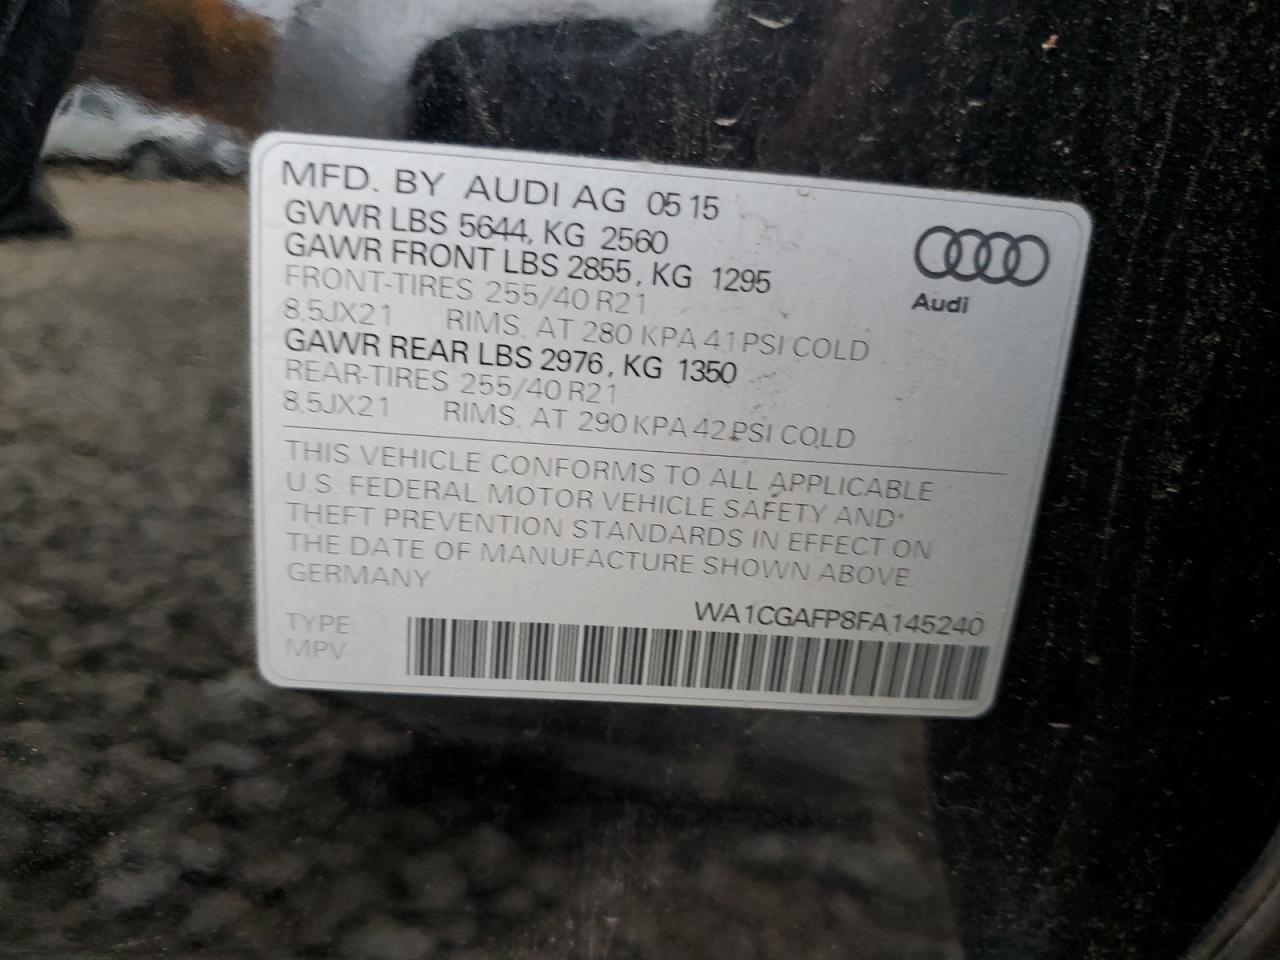 MFD. BY AUDI AG 05 15
GVWR LBS 5644, KG 2560
GAWR FRONT LBS 2855, KG 1295
FRONT-TIRES 255/40 R21
8.5JX21 RIMS. AT 280 KPA 41 PSI COLD
GAWR REAR LBS 2976, KG 1350
REAR-TIRES 255/40 R21
8.5JX21 RIMS. AT 290 KPA 42 PSI COLD
Audi
THIS VEHICLE CONFORMS TO ALL APPLICABLE
U.S. FEDERAL MOTOR VEHICLE SAFETY AND
THEFT PREVENTION STANDARDS IN EFFECT ON
THE DATE OF MANUFACTURE SHOWN ABOVE
GERMANY
WA1CGAFP8FA145240
TYPE
MPV